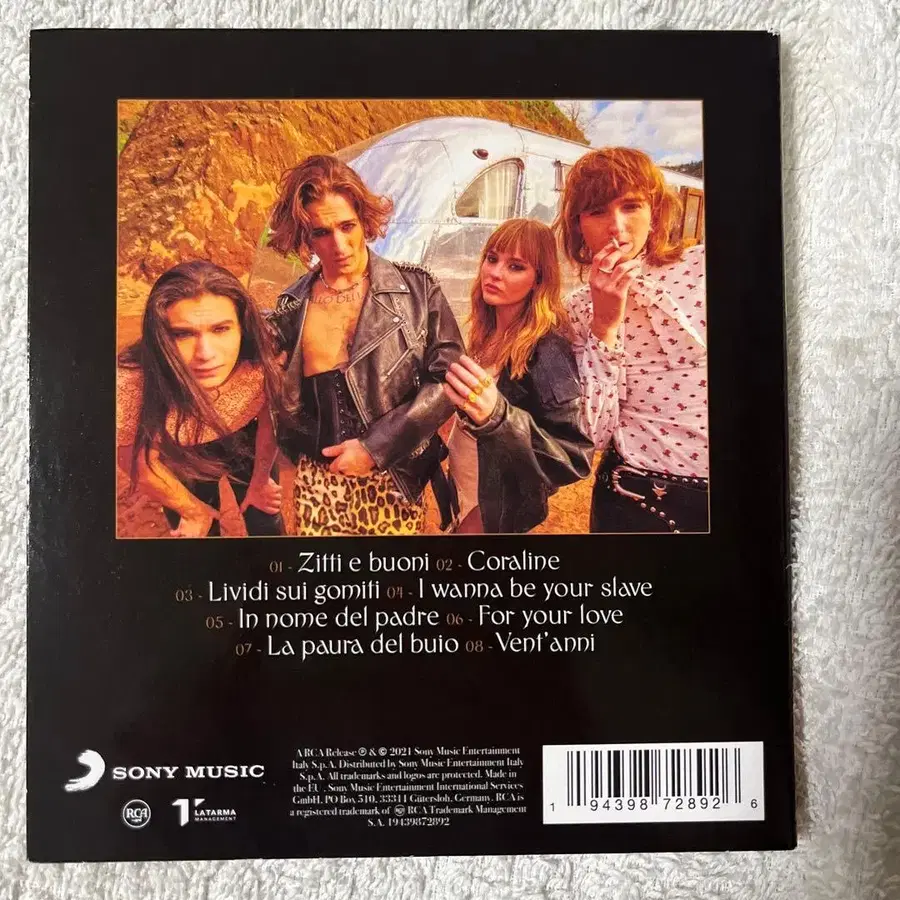 01 - Zitti e buoni 02 - Coraline
03 - Lividi sui gomiti 04 - I wanna be your slave
05 - In nome del padre 06 - For your love
07 - La paura del buio 08 - Vent'anni
SONY MUSIC
RCA
LATARMA
MANAGEMENT
A RCA Release ℗ & © 2021 Sony Music Entertainment
Italy S.p.A. Distributed by Sony Music Entertainment Italy
S.p.A. All trademarks and logos are protected. Made in
the EU. Sony Music Entertainment International Services
GmbH. PO Box 510, 33311 Gütersloh, Germany. RCA is
a registered trademark of RCA Trademark Management
S.A. 19439872892
1 94398 72892 6